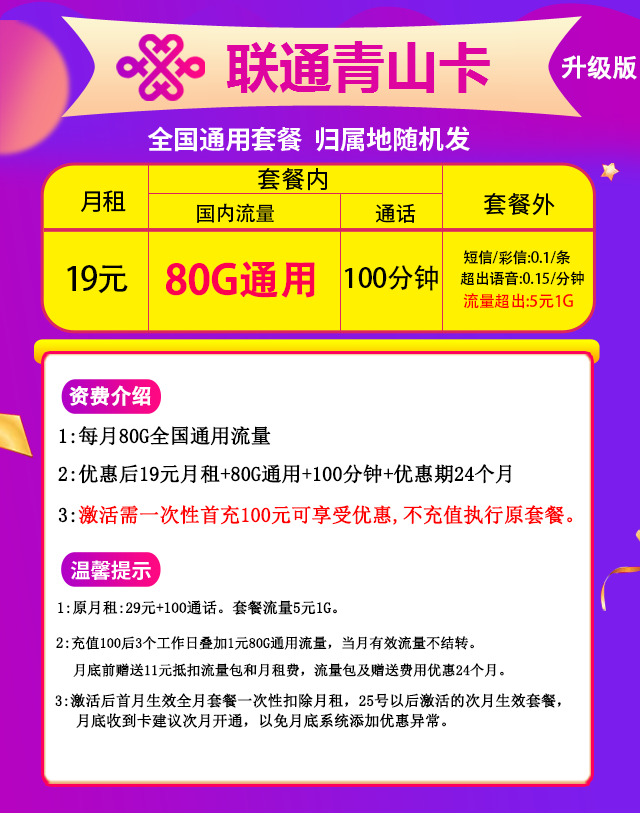 联通青山卡
升级版
全国通用套餐 归属地随机发
月租
套餐内
国内流量
通话
套餐外
19元
80G通用
100分钟
短信/彩信:0.1/条
超出语音:0.15/分钟
流量超出:5元1G
资费介绍
1:每月80G全国通用流量
2:优惠后19元月租+80G通用+100分钟+优惠期24个月
3:激活需一次性首充100元可享受优惠,不充值执行原套餐。
温馨提示
1:原月租:29元+100通话。套餐流量5元1G。
2:充值100后3个工作日叠加1元80G通用流量，当月有效流量不结转。
月底前赠送11元抵扣流量包和月租费，流量包及赠送费用优惠24个月。
3:激活后首月生效全月套餐一次性扣除月租，25号以后激活的次月生效套餐，
月底收到卡建议次月开通，以免月底系统添加优惠异常。